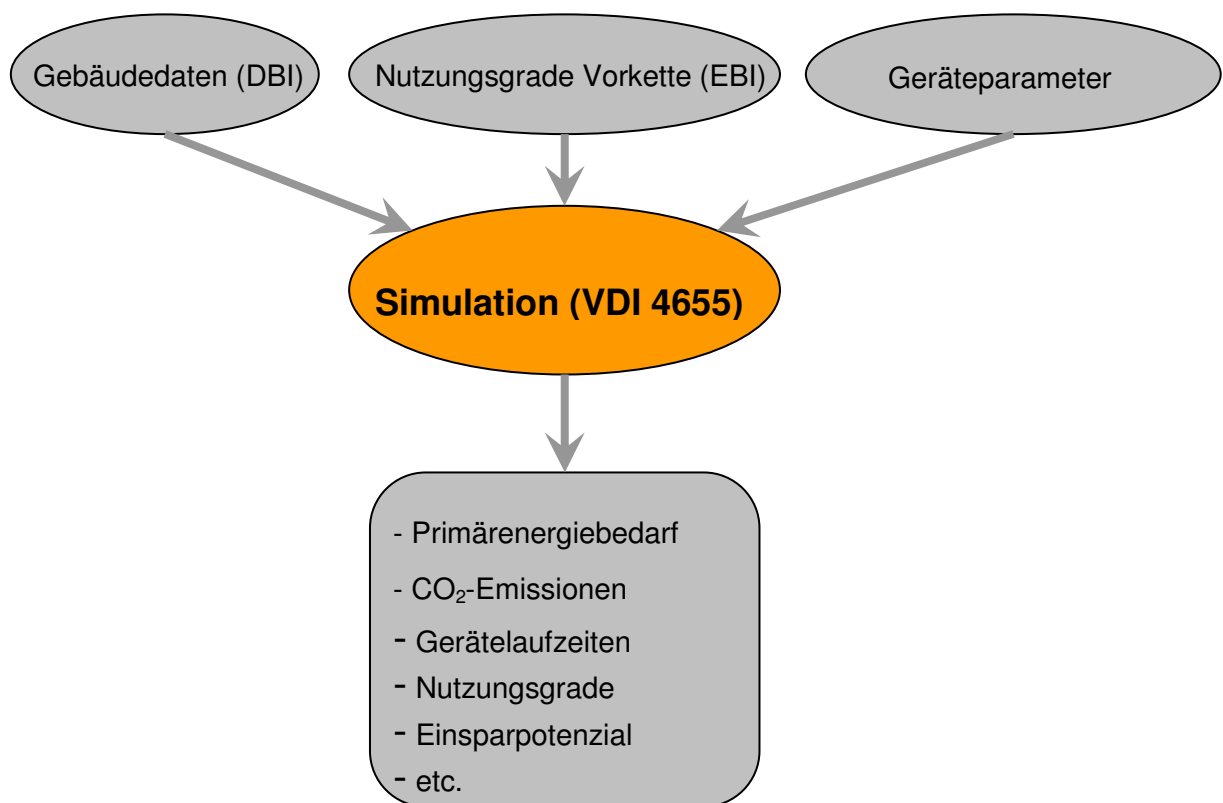 Gebäudedaten (DBI)
Nutzungsgrade Vorkette (EBI)
Geräteparameter
Simulation (VDI 4655)
- Primärenergiebedarf
- CO₂-Emissionen
- Gerätelaufzeiten
- Nutzungsgrade
- Einsparpotenzial
- etc.